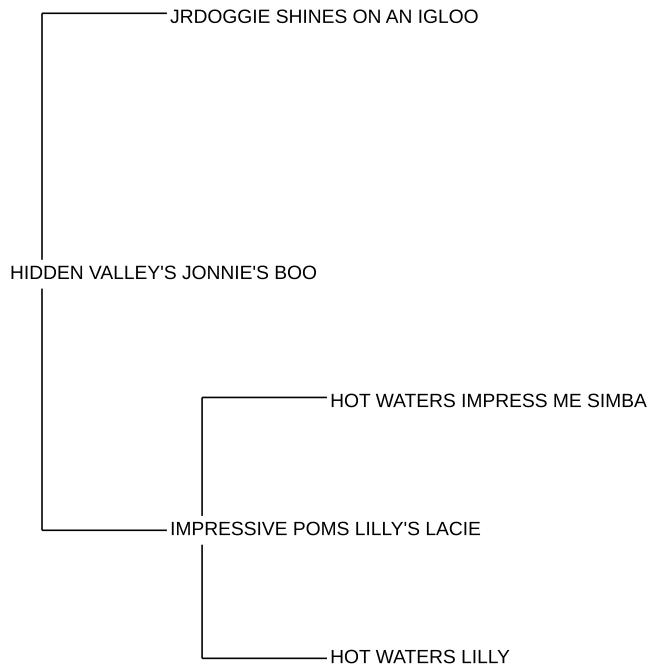 JRDOGGIE SHINES ON AN IGLOO
HIDDEN VALLEY'S JONNIE'S BOO
HOT WATERS IMPRESS ME SIMBA
IMPRESSIVE POMS LILLY'S LACIE
HOT WATERS LILLY